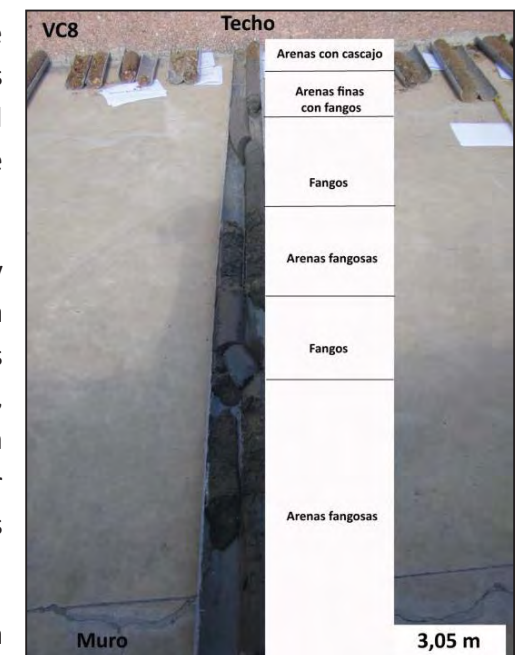 VC8
Techo
Arenas con cascajo
Arenas finas
con fangos
Fangos
Arenas fangosas
Fangos
Arenas fangosas
Muro
3,05 m